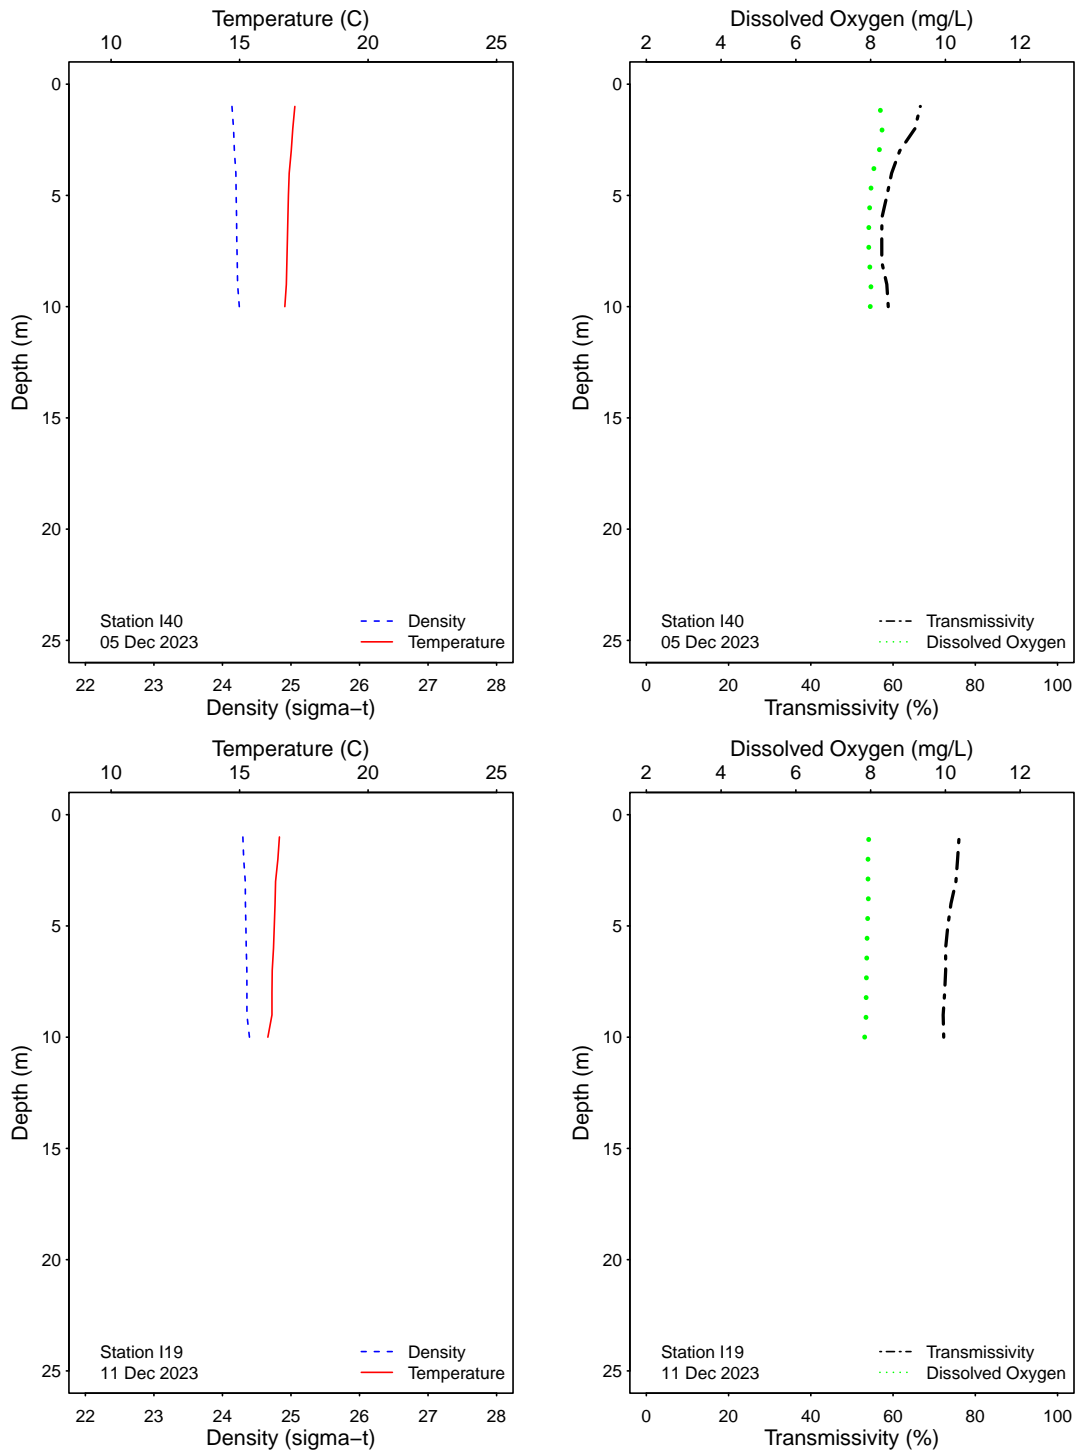 Temperature (C)
10 15 20 25
0
5
10
15
20
25
Depth (m)
Station I40
05 Dec 2023
Density
Temperature
22 23 24 25 26 27 28
Density (sigma−t)
Dissolved Oxygen (mg/L)
2 4 6 8 10 12
0
5
10
15
20
25
Depth (m)
Station I40
05 Dec 2023
Transmissivity
Dissolved Oxygen
0 20 40 60 80 100
Transmissivity (%)
Temperature (C)
10 15 20 25
0
5
10
15
20
25
Depth (m)
Station I19
11 Dec 2023
Density
Temperature
22 23 24 25 26 27 28
Density (sigma−t)
Dissolved Oxygen (mg/L)
2 4 6 8 10 12
0
5
10
15
20
25
Depth (m)
Station I19
11 Dec 2023
Transmissivity
Dissolved Oxygen
0 20 40 60 80 100
Transmissivity (%)